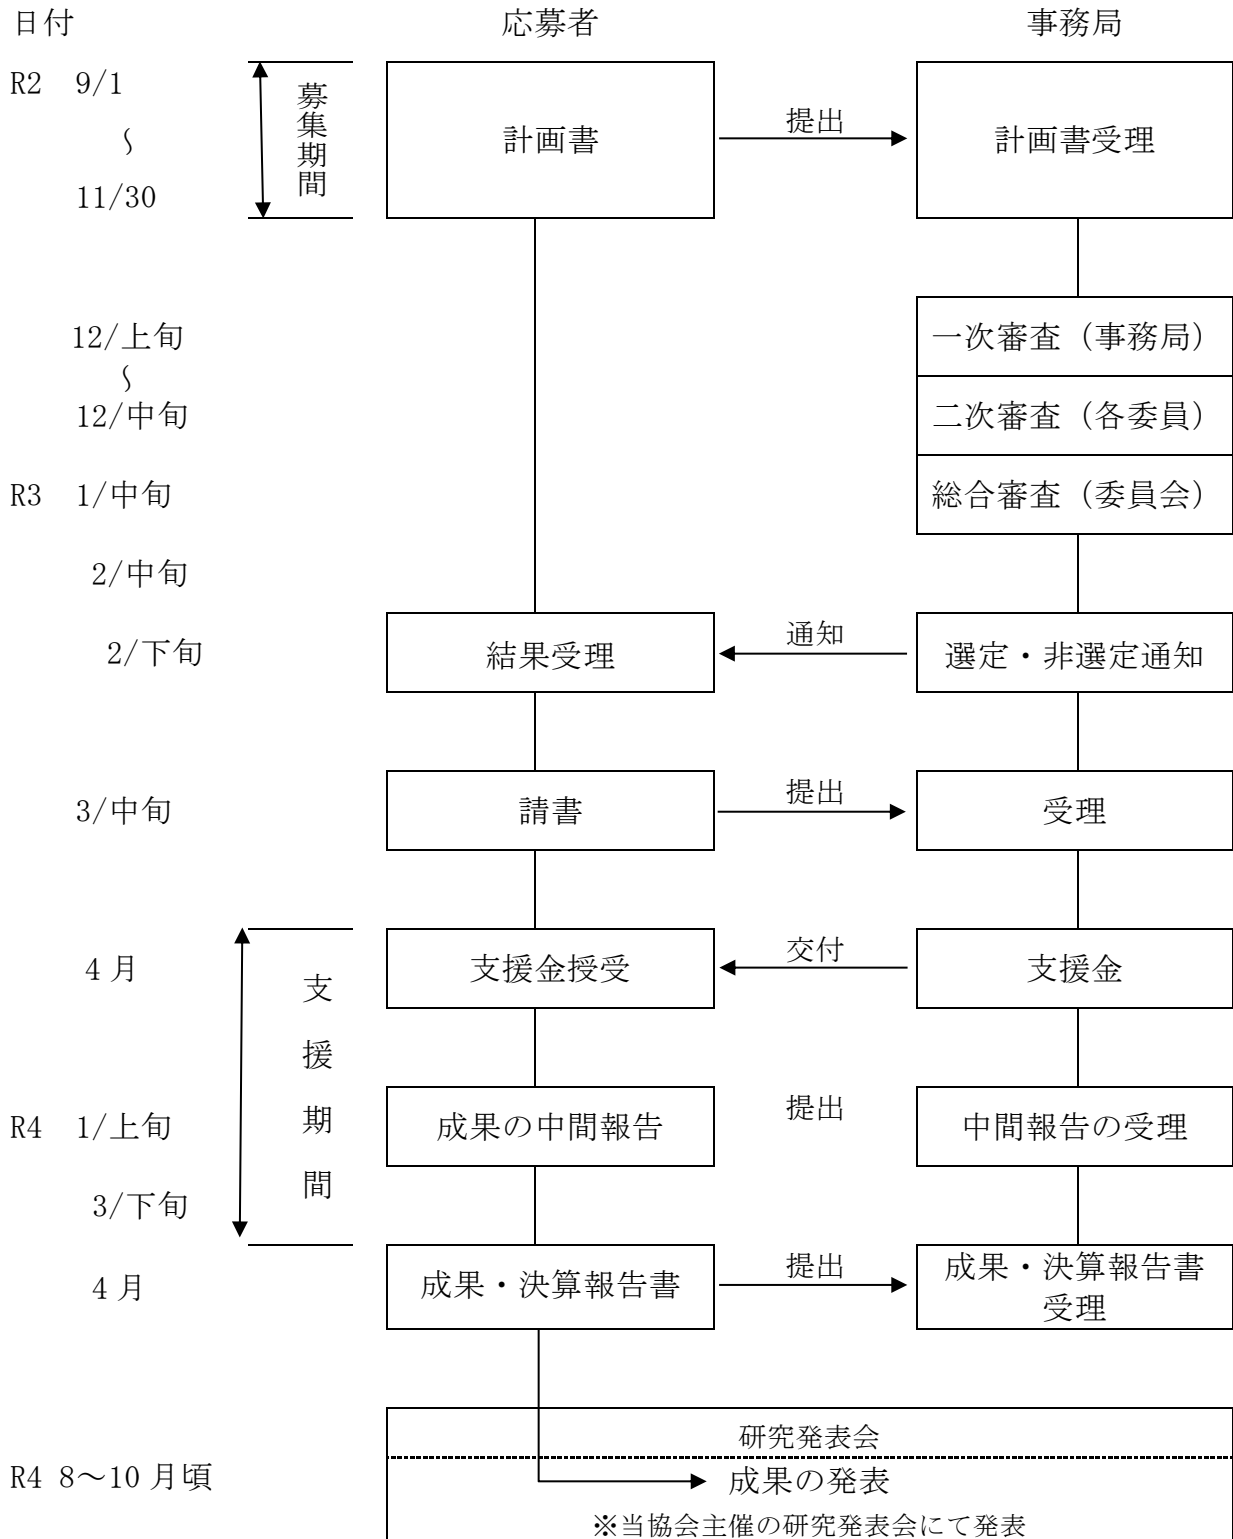 日付 応募者 事務局
R2 9/1
〜
11/30
募集期間
計画書
提出
計画書受理
12/上旬
〜
12/中旬
一次審査（事務局）
二次審査（各委員）
R3 1/中旬
総合審査（委員会）
2/中旬
2/下旬
結果受理
通知
選定・非選定通知
3/中旬
請書
提出
受理
4月
支援期間
支援金授受
交付
支援金
R4 1/上旬
成果の中間報告
提出
中間報告の受理
3/下旬
4月
成果・決算報告書
提出
成果・決算報告書
受理
研究発表会
R4 8〜10月頃
成果の発表
※当協会主催の研究発表会にて発表